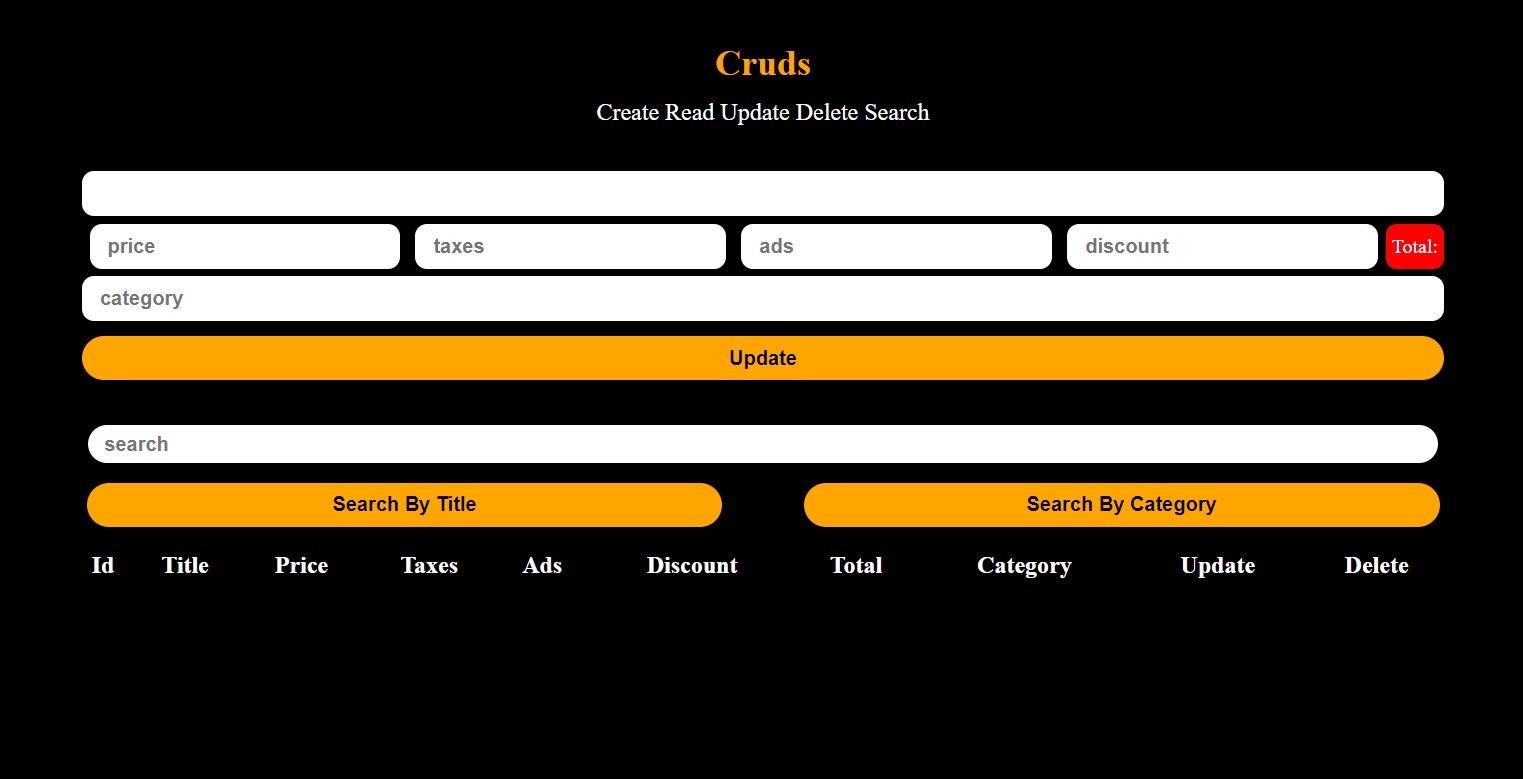 Cruds
Create Read Update Delete Search
price taxes ads discount Total:
category
Update
search
Search By Title Search By Category
Id Title Price Taxes Ads Discount Total Category Update Delete